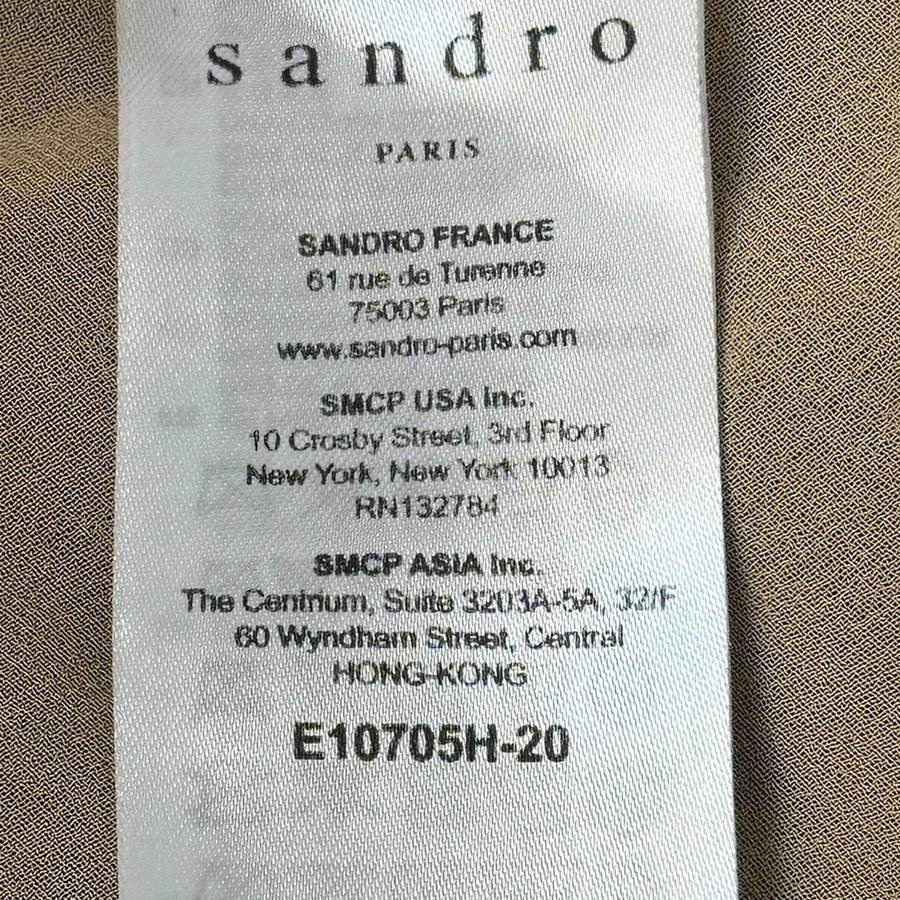 sandro
PARIS
SANDRO FRANCE
61 rue de Turenne
75003 Paris
www.sandro-paris.com
SMCP USA Inc.
10 Crosby Street, 3rd Floor
New York, New York 10013
RN132784
SMCP ASIA Inc.
The Centrium, Suite 3203A-5A, 32/F
60 Wyndham Street, Central
HONG-KONG
E10705H-20